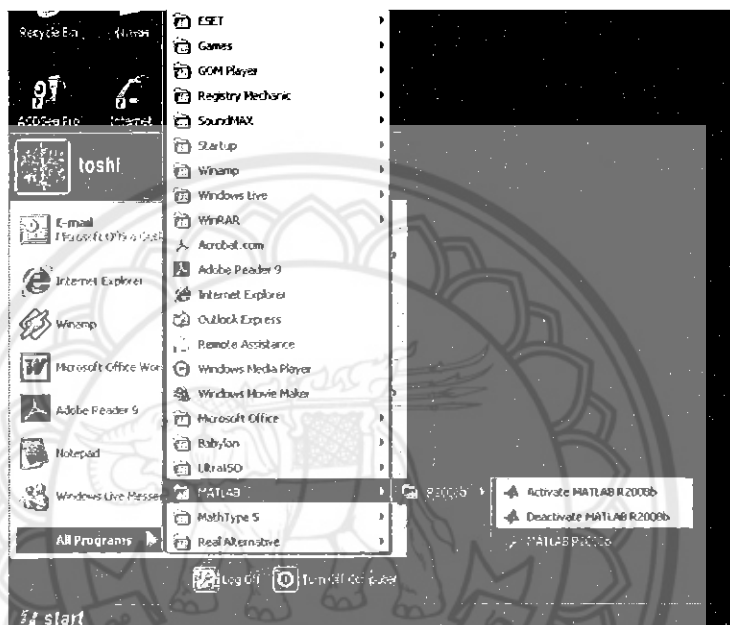 Recycle Bin
ACDSee Pro
Internet
toshi
E-mail
Microsoft Office
Internet Explorer
Winamp
Microsoft Office Wor
Adobe Reader 9
Notepad
Windows Live Messe
All Programs
ESET
Games
GOM Player
Registry Mechanic
SoundMAX
Startup
Winamp
Windows Live
WinRAR
Acrobat.com
Adobe Reader 9
Internet Explorer
Outlook Express
Remote Assistance
Windows Media Player
Windows Movie Maker
Microsoft Office
Babylon
UltraISO
MATLAB
MathType 5
Real Alternative
R2008b
Activate MATLAB R2008b
Deactivate MATLAB R2008b
MATLAB R2008b
Log Off
Turn Off Computer
start